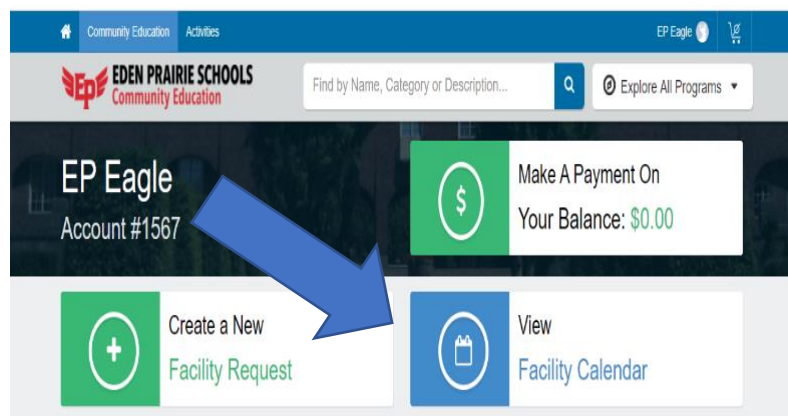 Community Education Activities EP Eagle
EDEN PRAIRIE SCHOOLS
Community Education
Find by Name, Category or Description...
Explore All Programs
EP Eagle
Account #1567
Make A Payment On
Your Balance: $0.00
Create a New
Facility Request
View
Facility Calendar